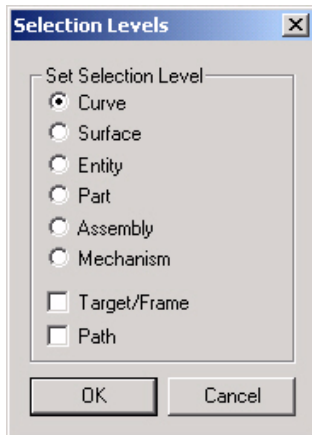 Selection Levels
Set Selection Level
Curve
Surface
Entity
Part
Assembly
Mechanism
Target/Frame
Path
OK Cancel